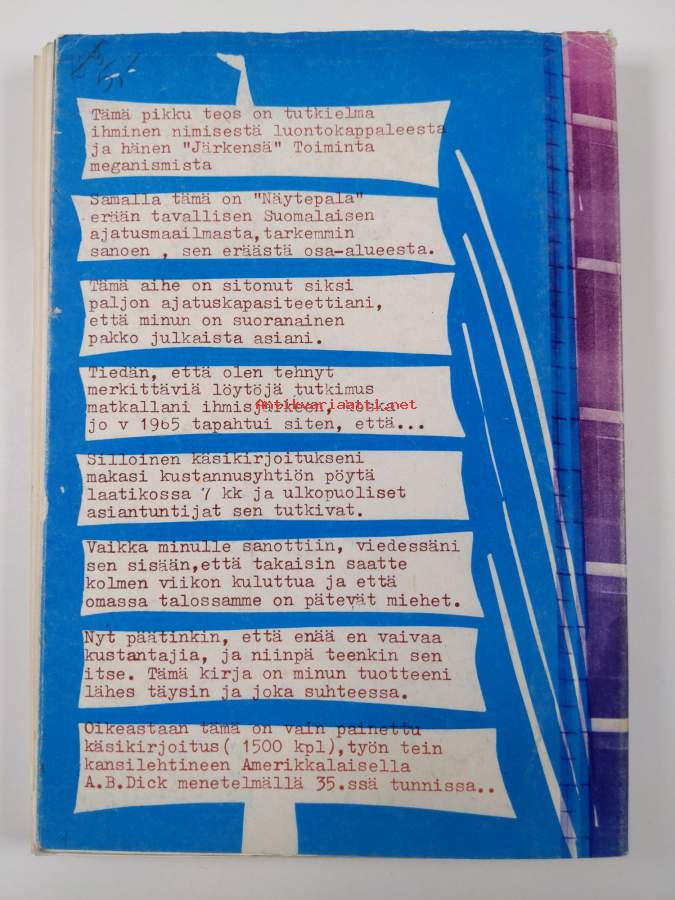 Tämä pikku teos on tutkielma
ihminen nimisestä luontokappaleesta
ja hänen "Järkensä" Toiminta
meganismista
Samalla tämä on "Näytepala"
erään tavallisen Suomalaisen
ajatusmaailmasta,tarkemmin
sanoen , sen eräästä osa-alueesta.
Tämä aihe on sitonut siksi
paljon ajatuskapasiteettiani,
että minun on suoranainen
pakko julkaista asiani.
Tiedän, että olen tehnyt
merkittäviä löytöjä tutkimus
matkallani
antikvariaatti.net
jo v 1965 tapahtui siten, että...
Silloinen käsikirjoitukseni
makasi kustannusyhtiön pöytä
laatikossa 7 kk ja ulkopuoliset
asiantuntijat sen tutkivat.
Vaikka minulle sanottiin, viedessäni
sen sisään,että takaisin saatte
kolmen viikon kuluttua ja että
omassa talossamme on pätevät miehet.
Nyt päätinkin, että enää en vaivaa
kustantajia, ja niinpä teenkin sen
itse. Tämä kirja on minun tuotteeni
lähes täysin ja joka suhteessa.
Oikeastaan tämä on vain painettu
käsikirjoitus( 1500 kpl),työn tein
kansilehtineen Amerikkalaisella
A.B.Dick menetelmällä 35.ssä tunnissa..